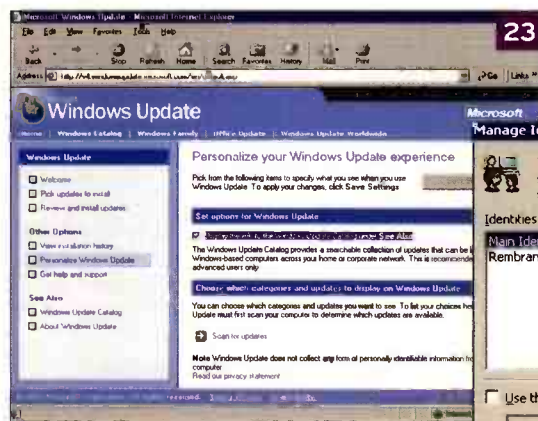 Microsoft Windows Update - Microsoft Internet Explorer
File Edit View Favorites Tools Help
Back Stop Refresh Home Search Favorites History Mail Print
Address
Go Links »
23
Windows Update
Microsoft
Home | Windows Catalog | Windows Family | Office Update | Windows Update Worldwide
Windows Update
Welcome
Pick updates to install
Review and install updates
Other Options
View installation history
Personalize Windows Update
Get help and support
See Also
Windows Update Catalog
About Windows Update
Personalize your Windows Update experience
Pick from the following items to specify what you see when you use
Windows Update. To apply your changes, click Save Settings
Set options for Windows Update
Display the link to the Windows Update Catalog under See Also
The Windows Update Catalog provides a searchable collection of updates that can be
Windows-based computers across your home or corporate network. This is
advanced users only
Choose which categories and updates to display on Windows Update
You can choose which categories and updates you want to see. To list your choices
Update must first scan your computer to determine which updates are available.
Scan for updates
Note Windows Update does not collect any form of personally identifiable information
computer
Read our privacy statement
Manage
Identities
Main
Use